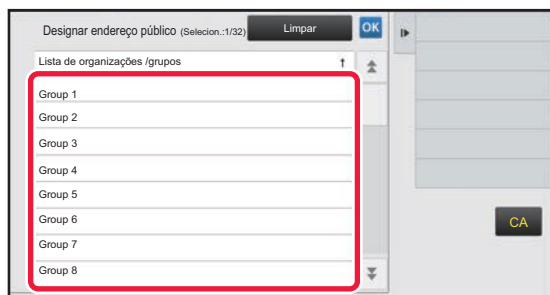 Designar endereço público (Selecion.:1/32) Limpar OK
Lista de organizações /grupos
Group 1
Group 2
Group 3
Group 4
Group 5
Group 6
Group 7
Group 8
CA